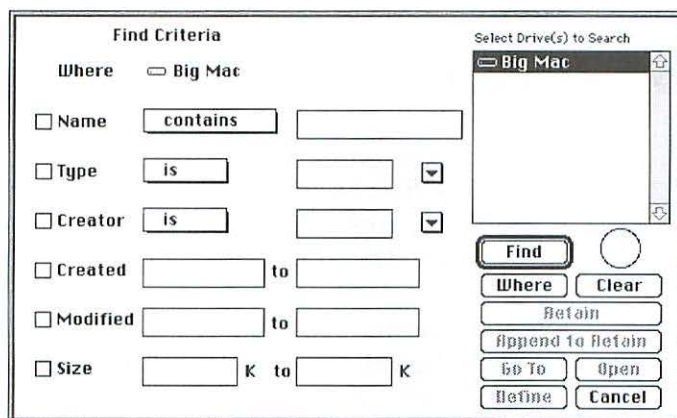 Find Criteria
Where Big Mac
Name contains
Type is
Creator is
Created to
Modified to
Size K to K
Select Drive(s) to Search
Big Mac
Find
Where Clear
Retain
Append to Retain
Go To Open
Define Cancel